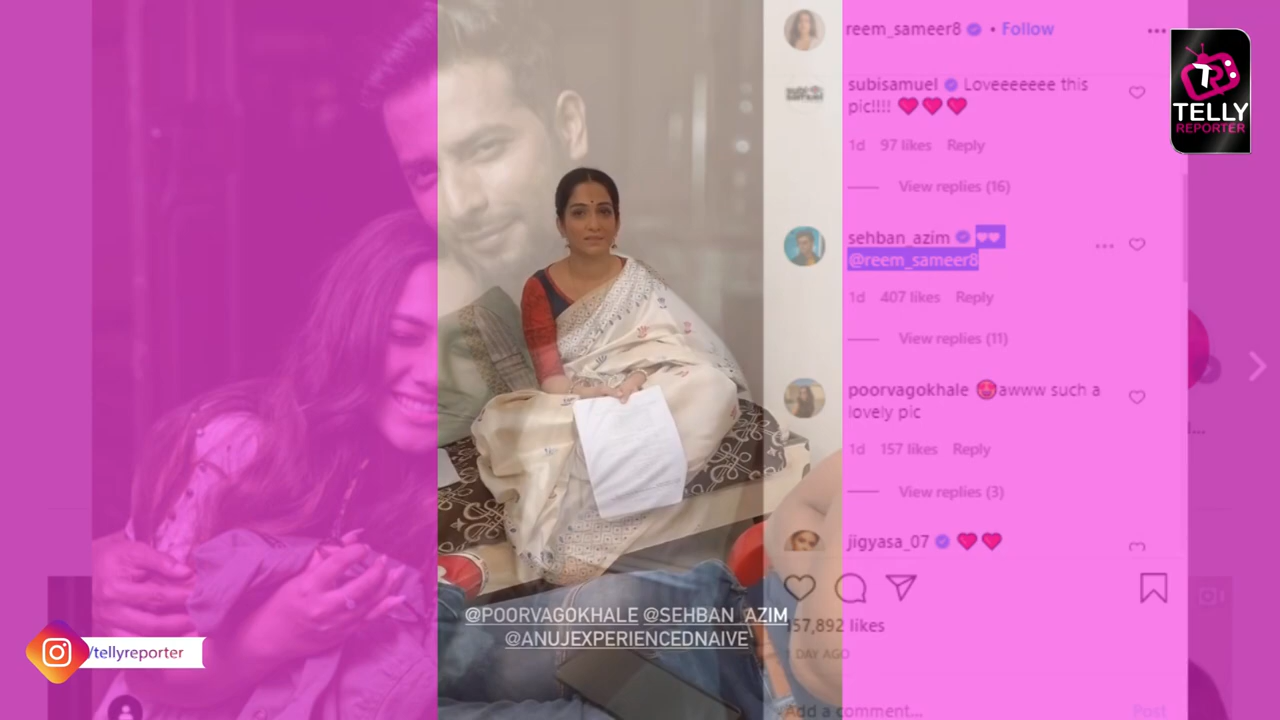 reem_sameer8 • Follow
subisamuel Loveeeeeee this
pic!!!! ❤❤❤
1d 97 likes Reply
View replies (16)
sehban_azim
@reem_sameer8
1d 407 likes Reply
View replies (11)
poorvagokhale awww such a
lovely pic
1d 157 likes Reply
View replies (3)
jigyasa_07 ❤❤
@POORVAGOKHALE @SEHBAN_AZIM
@ANUJEXPERIENCEDNAIVE
157,892 likes
1 DAY AGO
Add a comment... Post
TR
TELLY
REPORTER
/tellyreporter